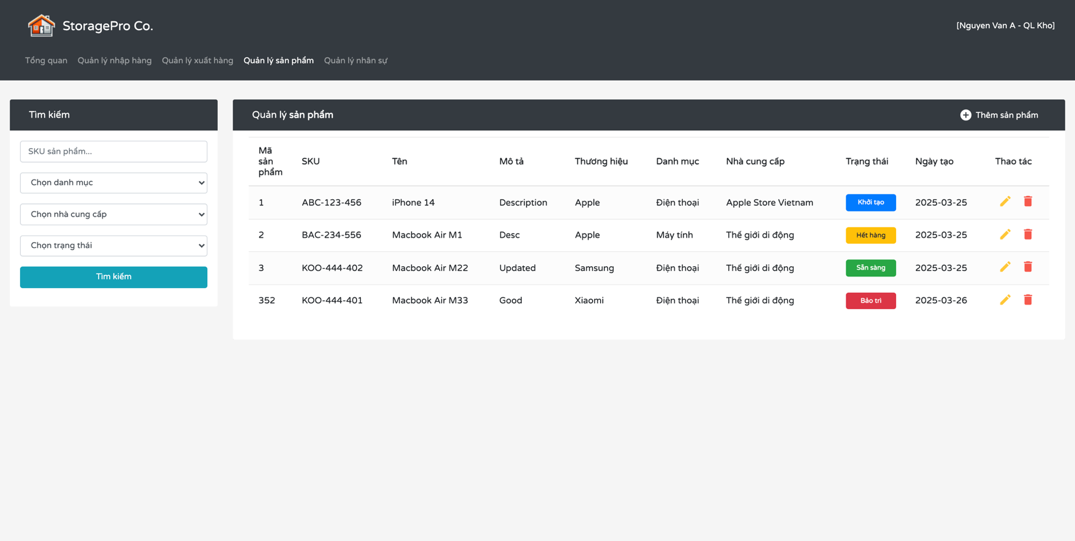 StoragePro Co.
[Nguyen Van A - QL Kho]
Tổng quan Quản lý nhập hàng Quản lý xuất hàng Quản lý sản phẩm Quản lý nhân sự
Tìm kiếm
SKU sản phẩm...
Chọn danh mục
Chọn nhà cung cấp
Chọn trạng thái
Tìm kiếm
Quản lý sản phẩm
Thêm sản phẩm
Mã sản phẩm SKU Tên Mô tả Thương hiệu Danh mục Nhà cung cấp Trạng thái Ngày tạo Thao tác
1 ABC-123-456 iPhone 14 Description Apple Điện thoại Apple Store Vietnam Khởi tạo 2025-03-25
2 BAC-234-556 Macbook Air M1 Desc Apple Máy tính Thế giới di động Hết hàng 2025-03-25
3 KOO-444-402 Macbook Air M22 Updated Samsung Điện thoại Thế giới di động Sẵn sàng 2025-03-25
352 KOO-444-401 Macbook Air M33 Good Xiaomi Điện thoại Thế giới di động Bảo trì 2025-03-26